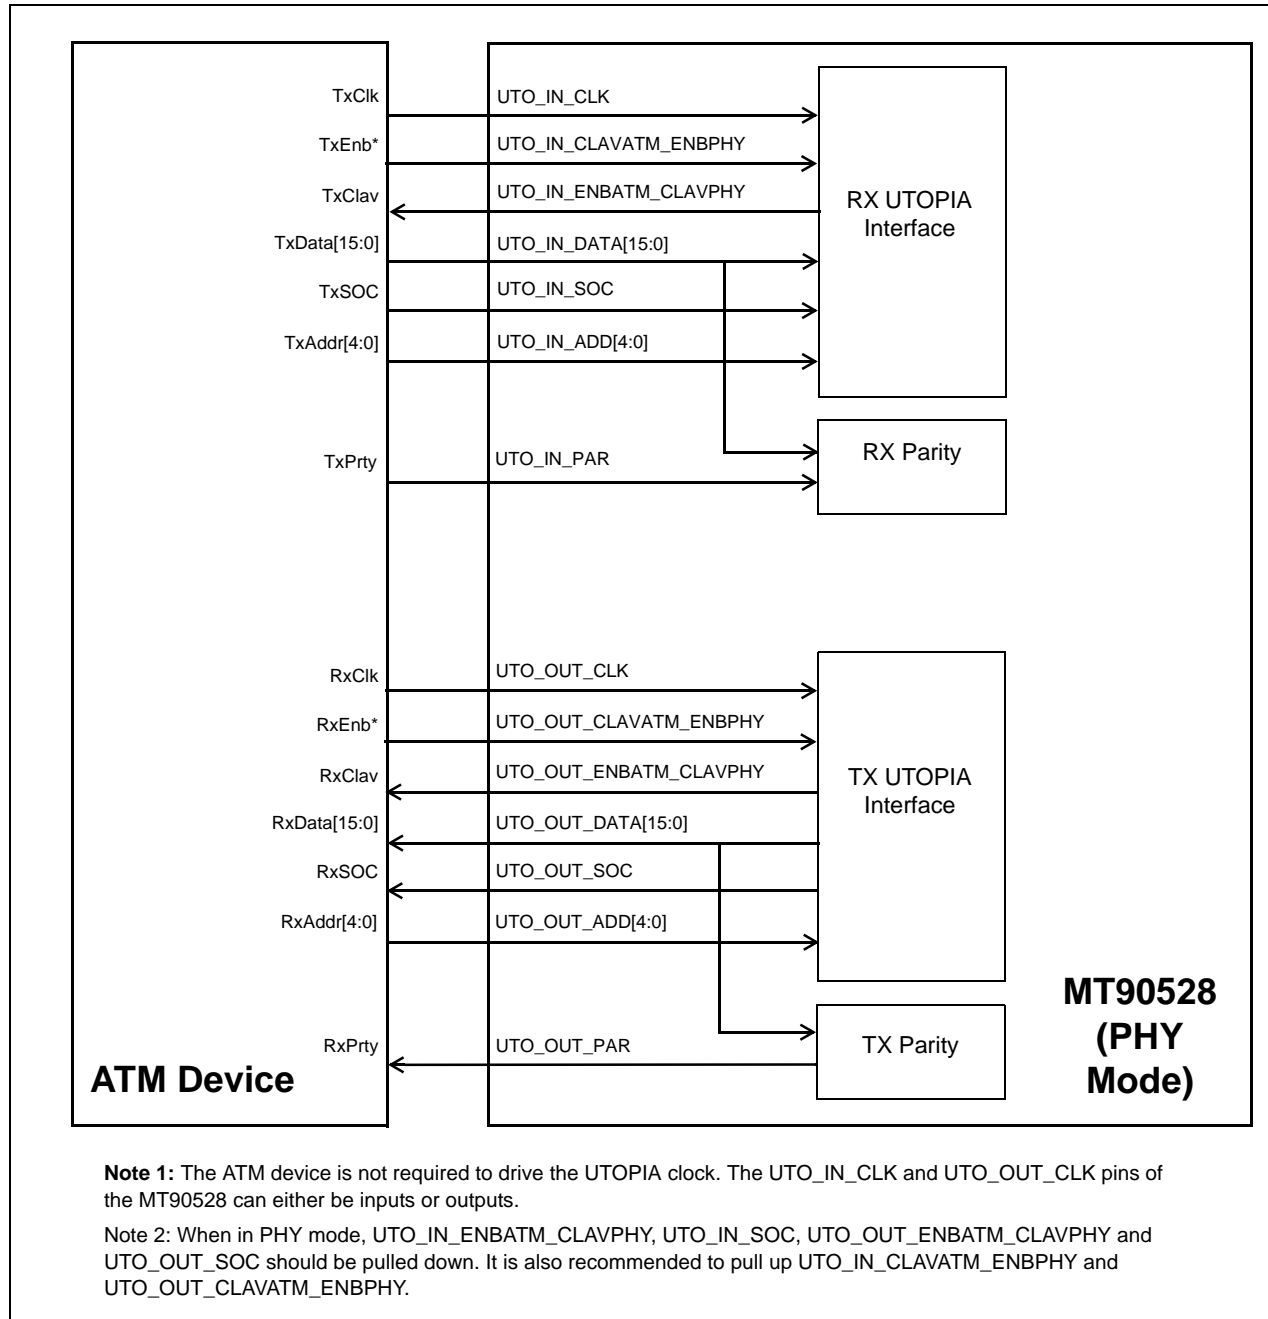 TxClk
UTO_IN_CLK
TxEnb*
UTO_IN_CLAVATM_ENBPHY
TxClav
UTO_IN_ENBATM_CLAVPHY
TxData[15:0]
UTO_IN_DATA[15:0]
TxSOC
UTO_IN_SOC
TxAddr[4:0]
UTO_IN_ADD[4:0]
RX UTOPIA
Interface
TxPrty
UTO_IN_PAR
RX Parity
RxClk
UTO_OUT_CLK
RxEnb*
UTO_OUT_CLAVATM_ENBPHY
RxClav
UTO_OUT_ENBATM_CLAVPHY
RxData[15:0]
UTO_OUT_DATA[15:0]
RxSOC
UTO_OUT_SOC
RxAddr[4:0]
UTO_OUT_ADD[4:0]
TX UTOPIA
Interface
RxPrty
UTO_OUT_PAR
TX Parity
ATM Device
MT90528
(PHY
Mode)
Note 1: The ATM device is not required to drive the UTOPIA clock. The UTO_IN_CLK and UTO_OUT_CLK pins of
the MT90528 can either be inputs or outputs.
Note 2: When in PHY mode, UTO_IN_ENBATM_CLAVPHY, UTO_IN_SOC, UTO_OUT_ENBATM_CLAVPHY and
UTO_OUT_SOC should be pulled down. It is also recommended to pull up UTO_IN_CLAVATM_ENBPHY and
UTO_OUT_CLAVATM_ENBPHY.